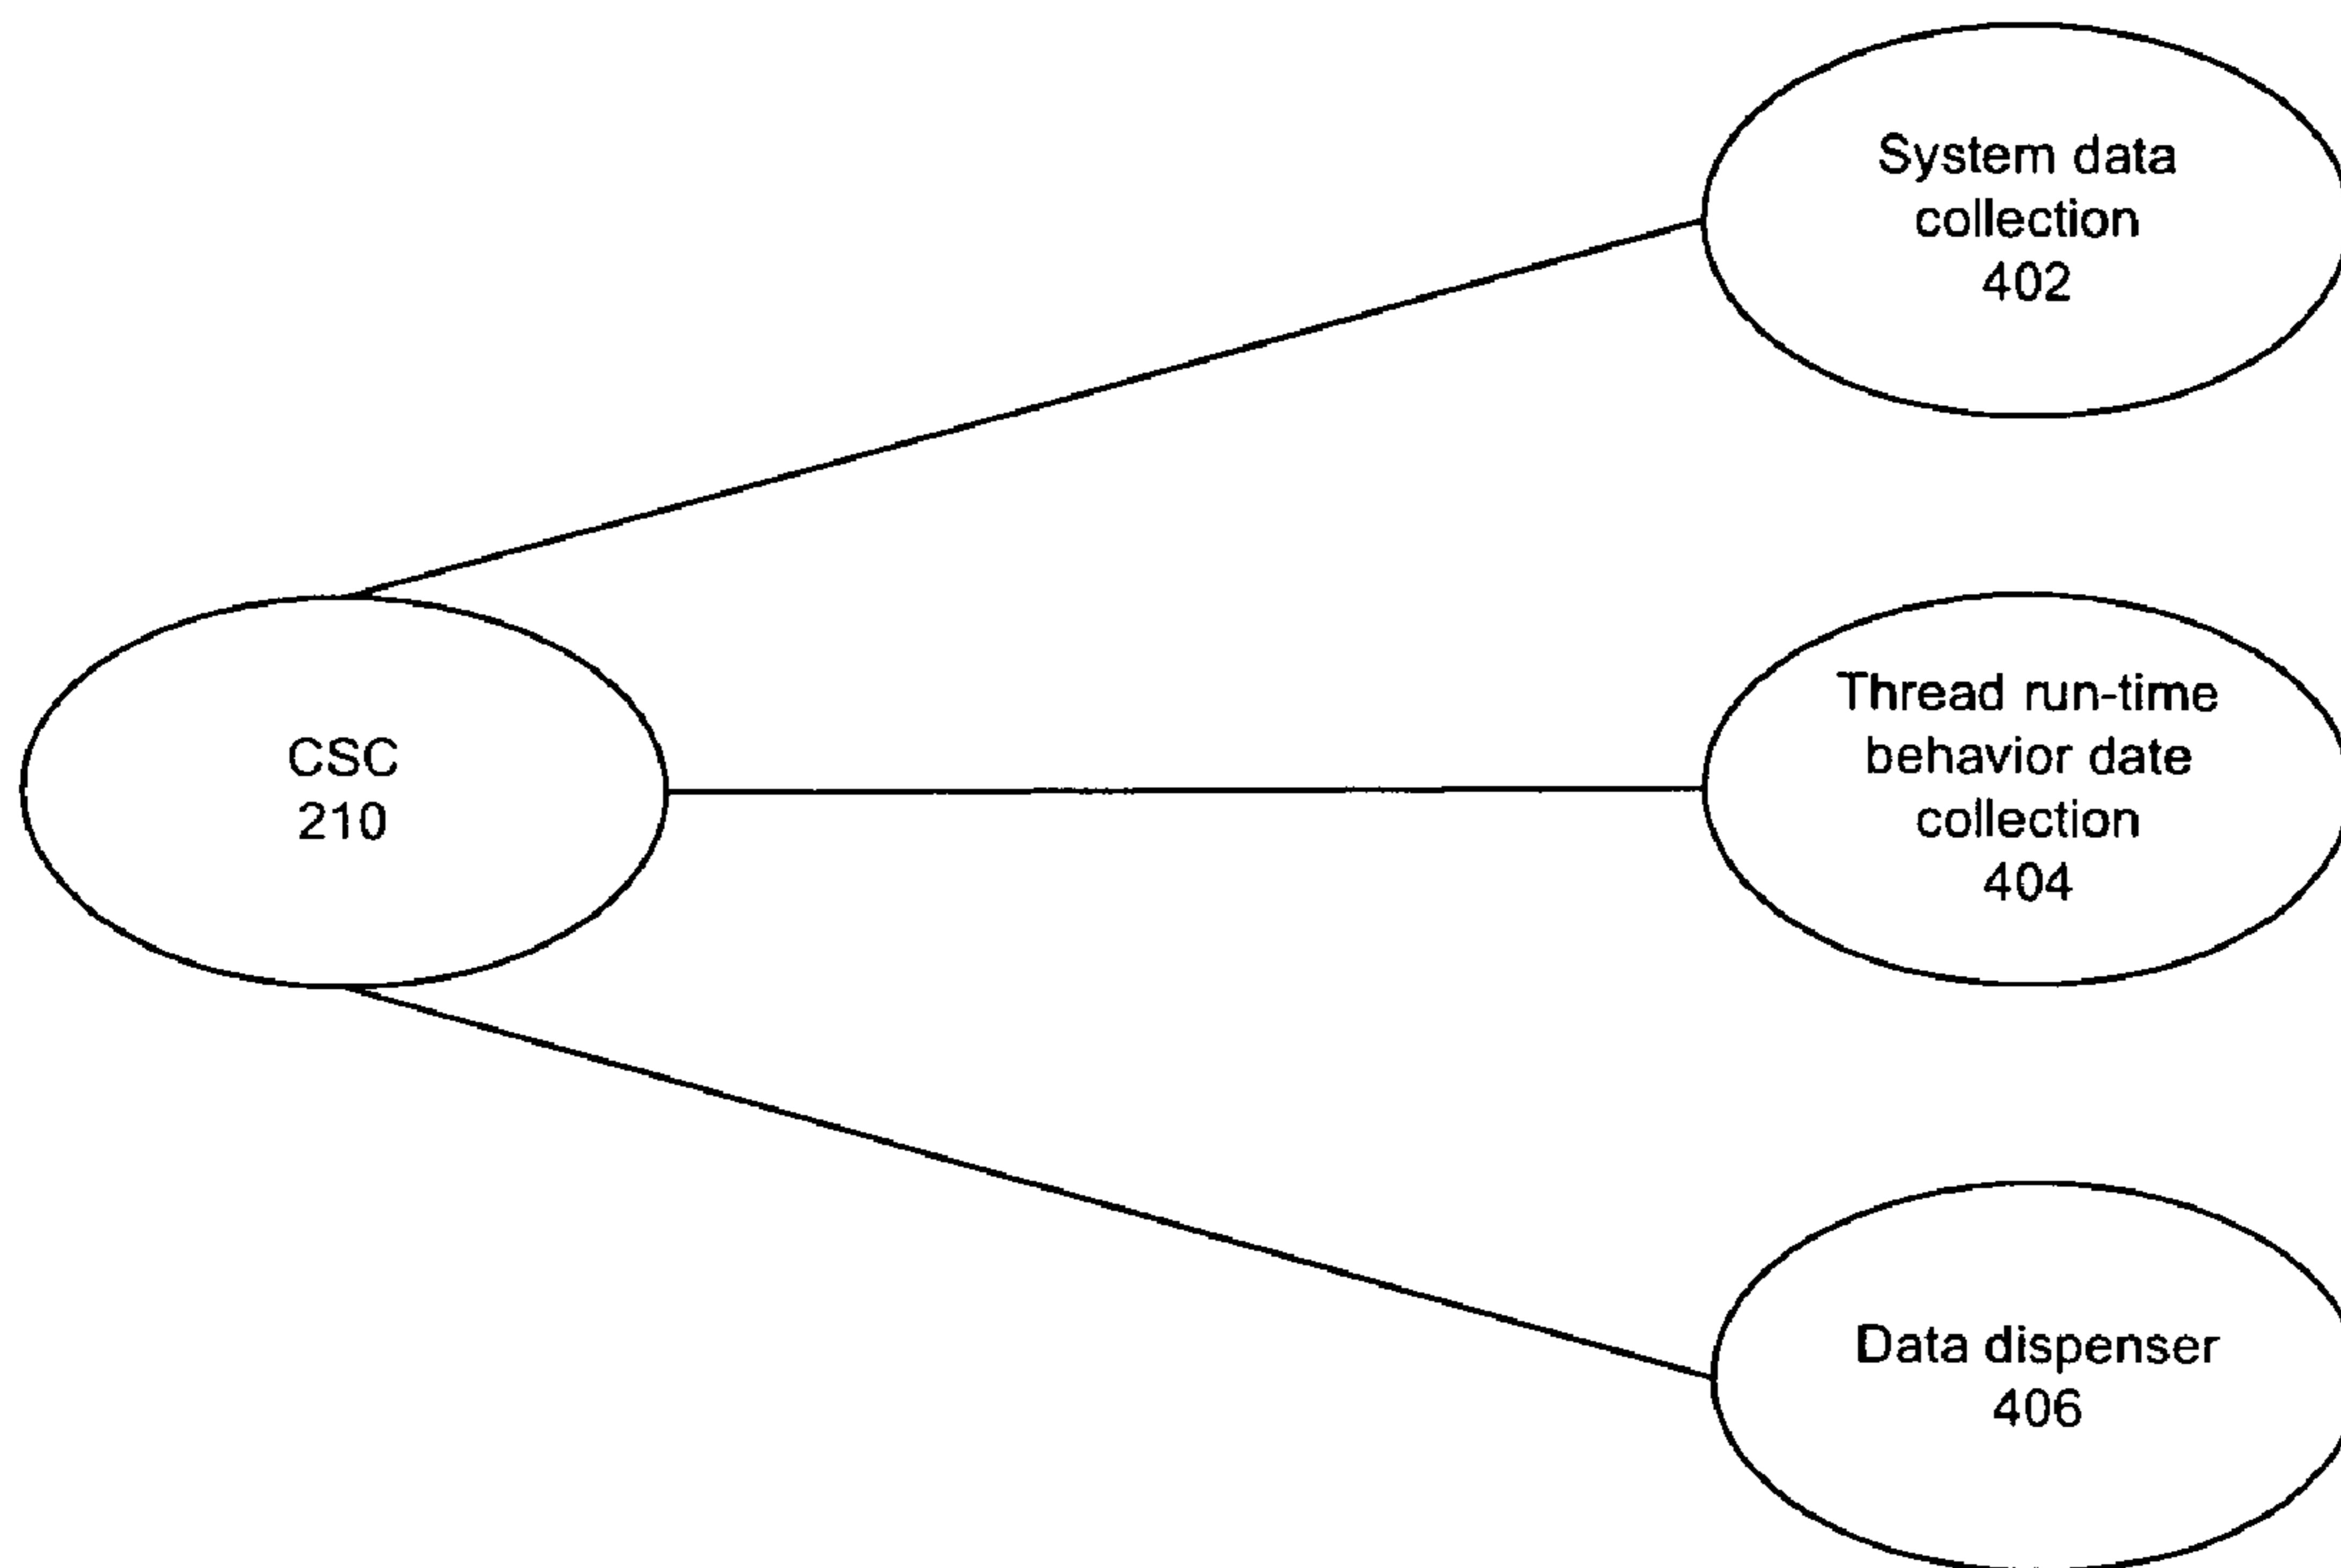 System data
collection
402
CSC
210
Thread run-time
behavior date
collection
404
Data dispenser
406